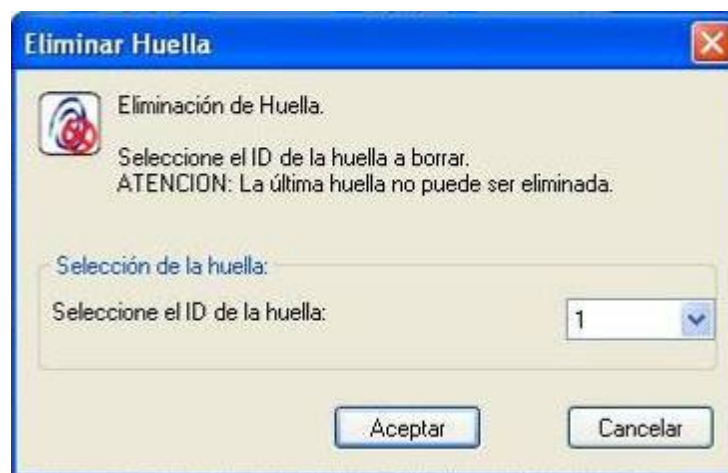 Eliminar Huella
Eliminación de Huella.
Seleccione el ID de la huella a borrar.
ATENCION: La última huella no puede ser eliminada.
Selección de la huella:
Seleccione el ID de la huella:
1
Aceptar
Cancelar